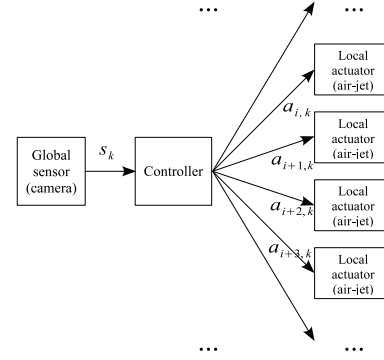 ... ...
Local
actuator
(air-jet)
a_{i,k}
Local
actuator
(air-jet)
Global
sensor
(camera)
s_k
Controller
a_{i+1,k}
Local
actuator
(air-jet)
a_{i+2,k}
Local
actuator
(air-jet)
a_{i+3,k}
... ...